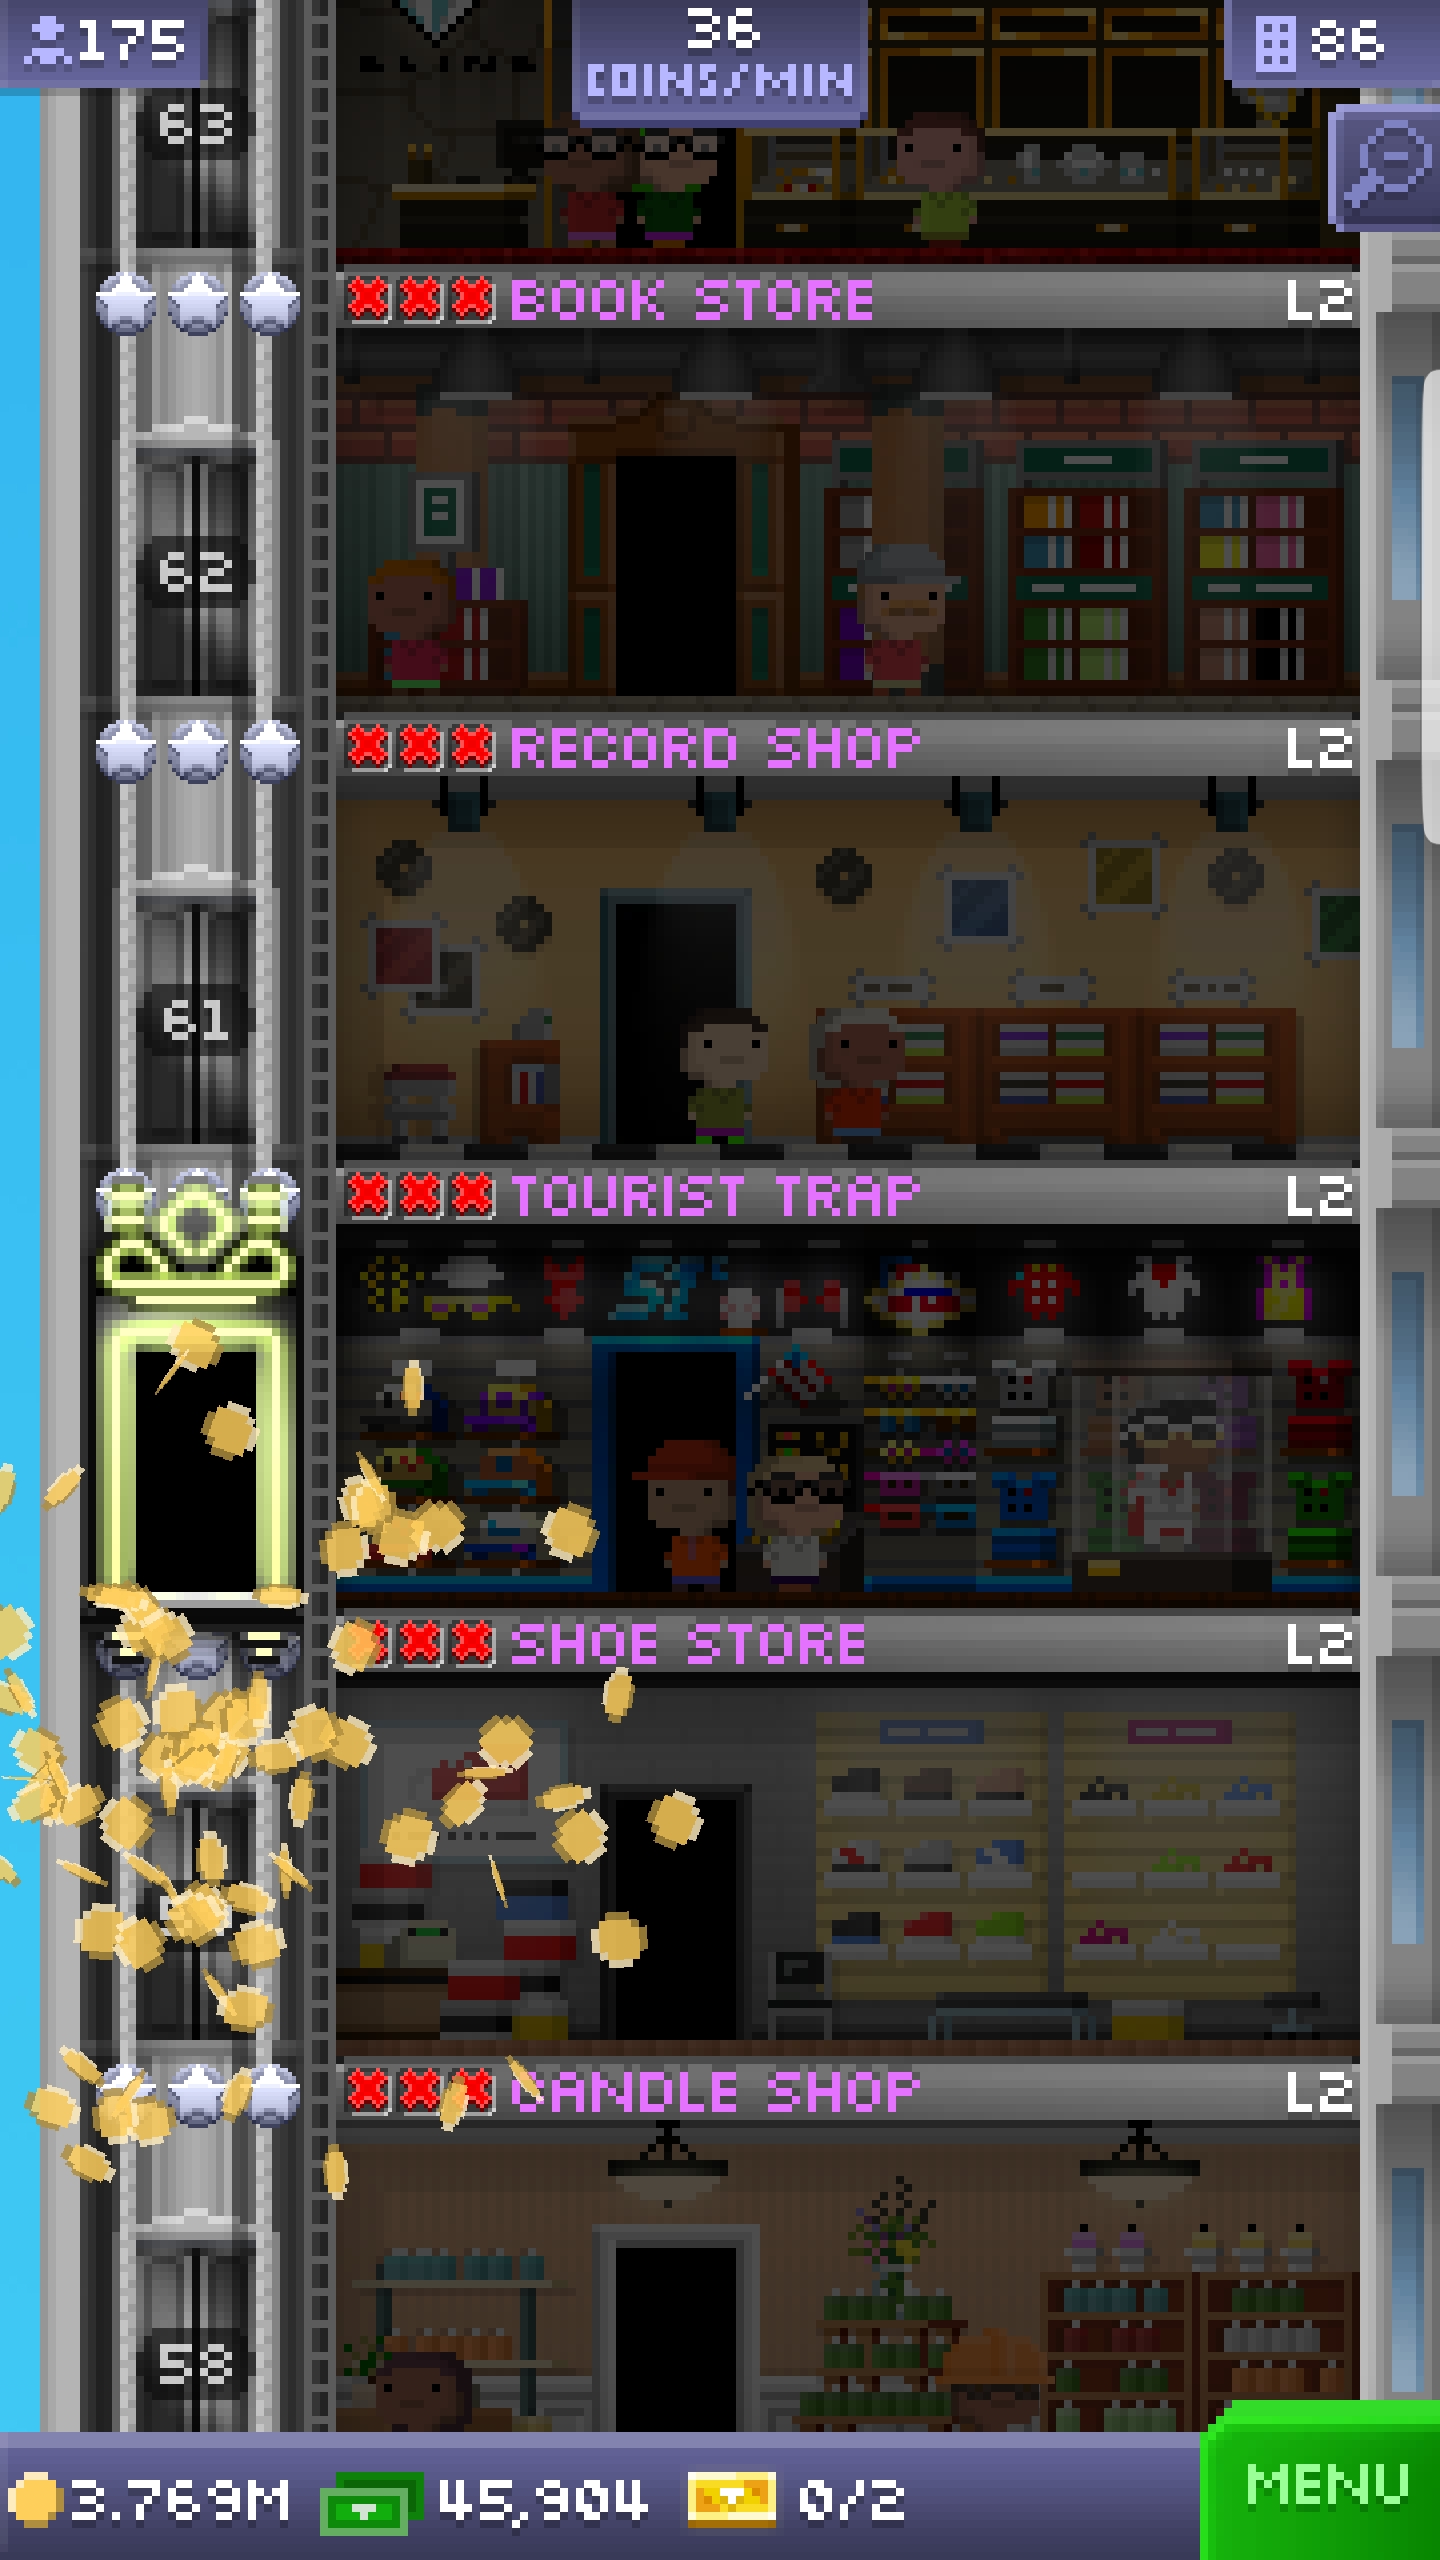 175
36
COINS/MIN
86
63
BOOK STORE L2
62
RECORD SHOP L2
61
TOURIST TRAP L2
SHOE STORE L2
CANDLE SHOP L2
58
3.769M 45,904 0/2
MENU